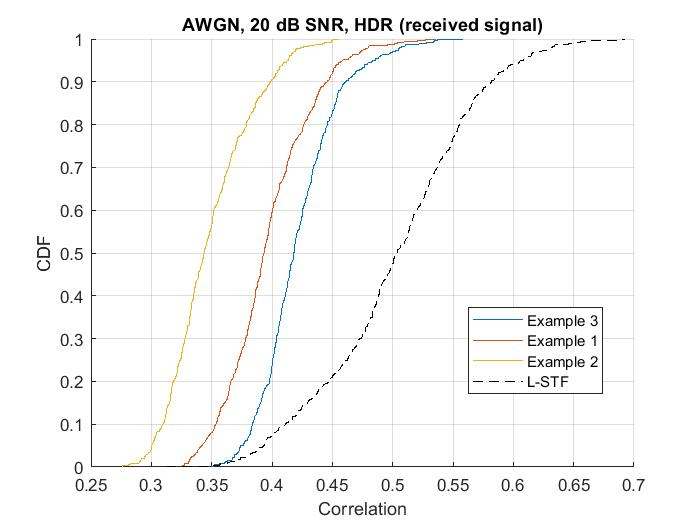 AWGN, 20 dB SNR, HDR (received signal)
1
0.9
0.8
0.7
0.6
0.5
0.4
0.3
0.2
0.1
0
CDF
Example 3
Example 1
Example 2
L-STF
0.25 0.3 0.35 0.4 0.45 0.5 0.55 0.6 0.65 0.7
Correlation